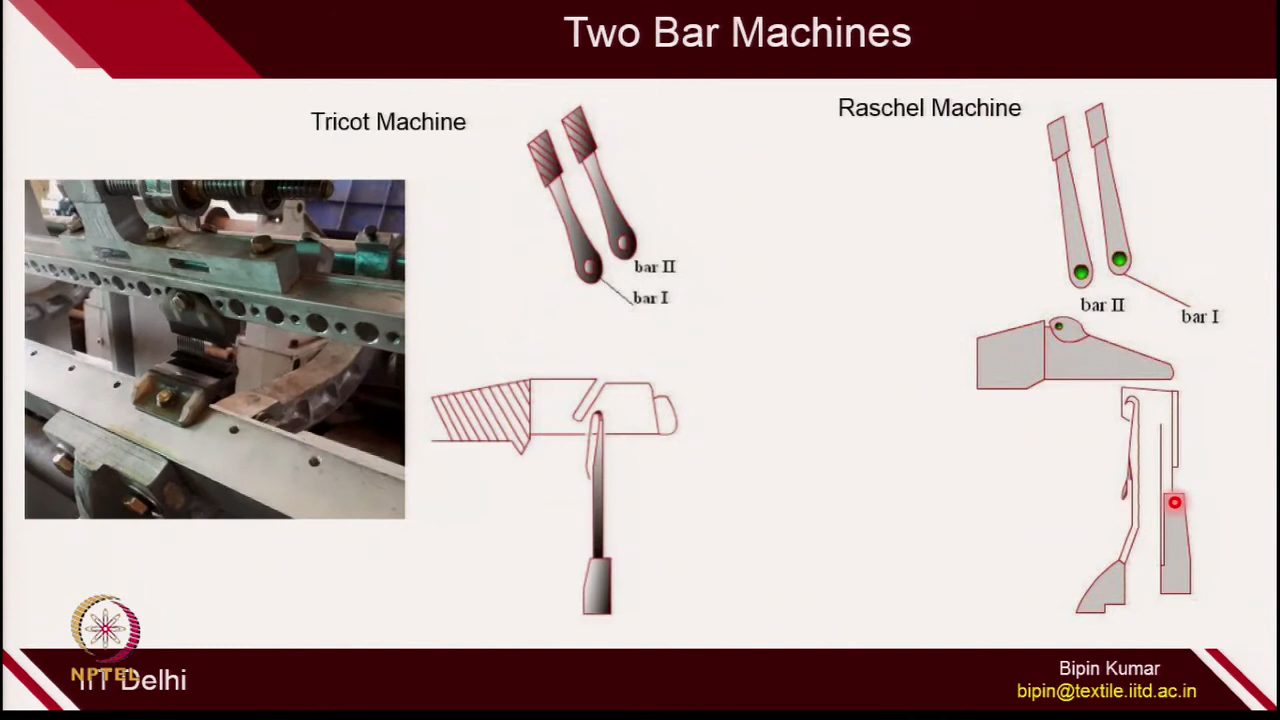 Two Bar Machines
Tricot Machine
Raschel Machine
bar II
bar I
bar II
bar I
NPTEL
IIT Delhi
Bipin Kumar
bipin@textile.iitd.ac.in